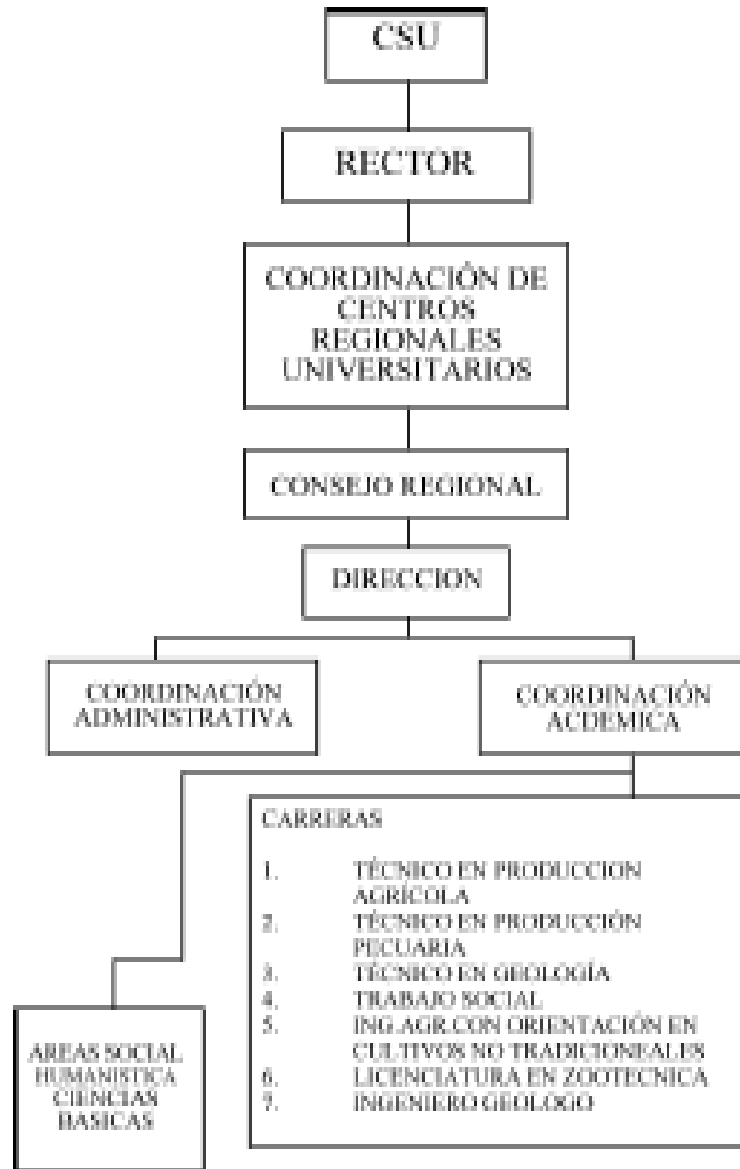 CSU
RECTOR
COORDINACIÓN DE
CENTROS
REGIONALES
UNIVERSITARIOS
CONSEJO REGIONAL
DIRECCION
COORDINACIÓN
ADMINISTRATIVA
COORDINACIÓN
ACDEMICA
CARRERAS
1. TÉCNICO EN PRODUCCION
AGRÍCOLA
2. TÉCNICO EN PRODUCCIÓN
PECUARIA
3. TÉCNICO EN GEOLOGÍA
4. TRABAJO SOCIAL
5. ING.AGR.CON ORIENTACIÓN EN
CULTIVOS NO TRADICIONEALES
6. LICENCIATURA EN ZOOTECNICA
7. INGENIERO GEOLOGO
AREAS SOCIAL
HUMANISTICA
CIENCIAS
BASICAS